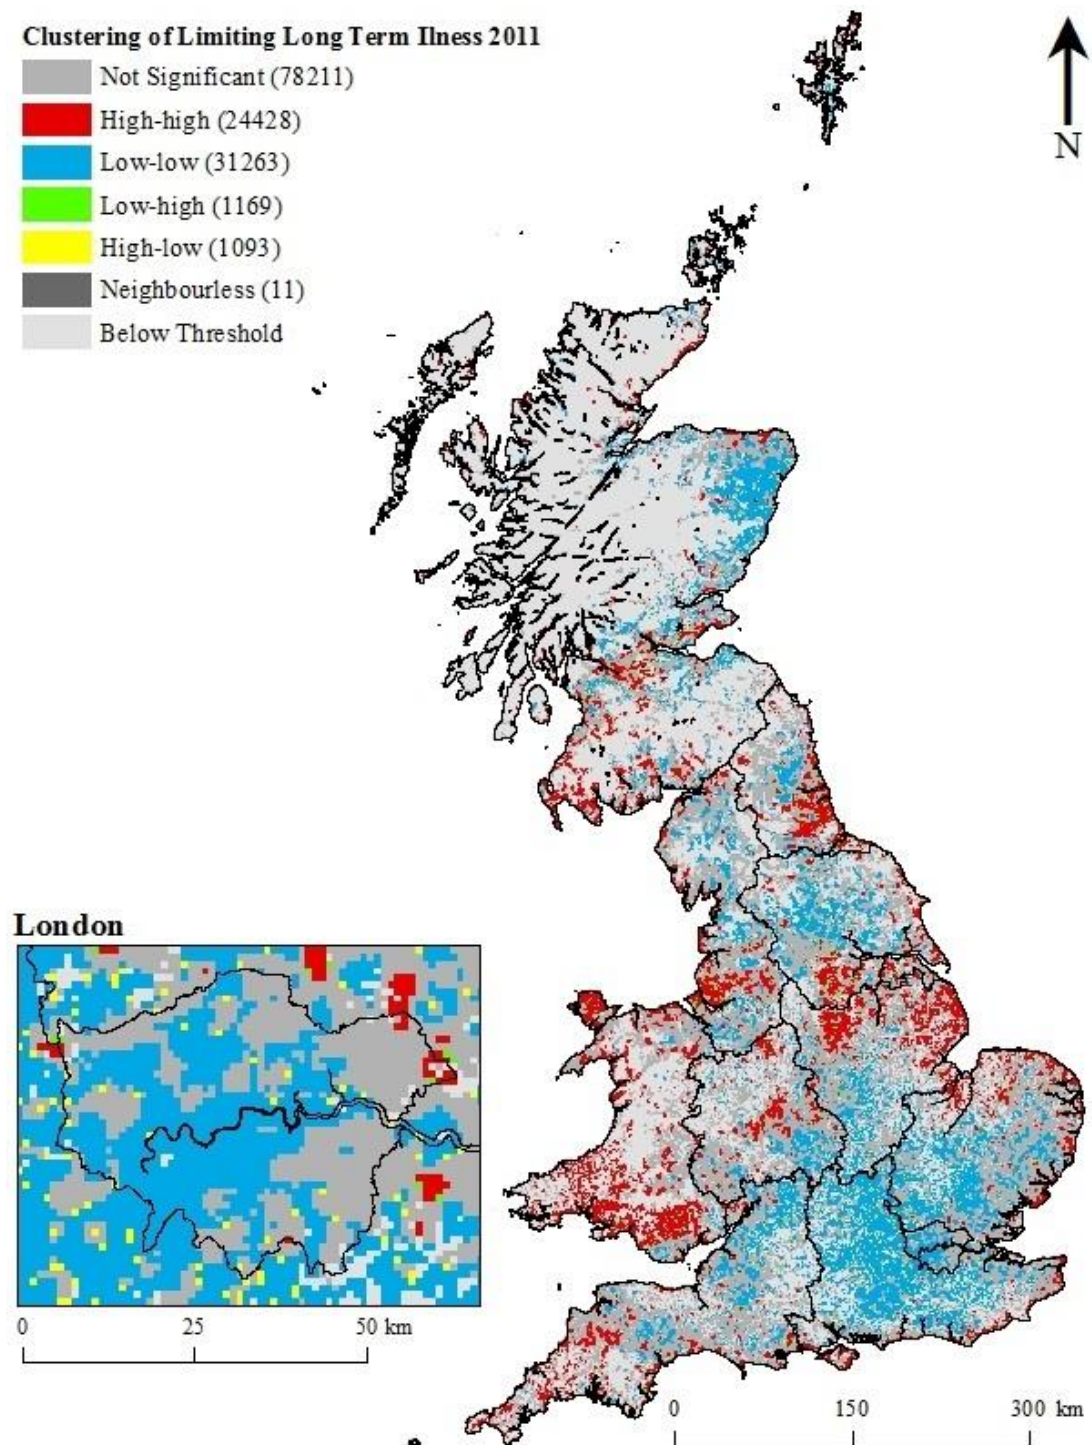 Clustering of Limiting Long Term Ilness 2011
Not Significant (78211)
High-high (24428)
Low-low (31263)
Low-high (1169)
High-low (1093)
Neighbourless (11)
Below Threshold
N
London
0 25 50 km
0 150 300 km